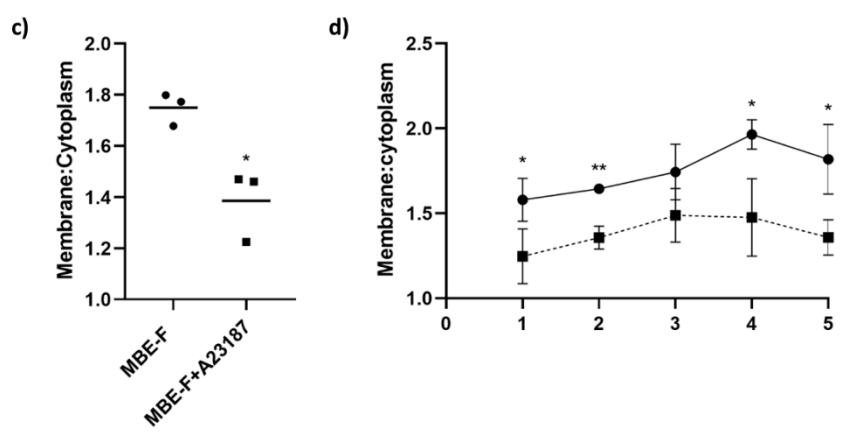 c)
Membrane:Cytoplasm
2.0
1.8
1.6
1.4
1.2
1.0
*
MBE-F
MBE-F+A23187
d)
Membrane:cytoplasm
2.5
2.0
1.5
1.0
*
**
*
*
0 1 2 3 4 5